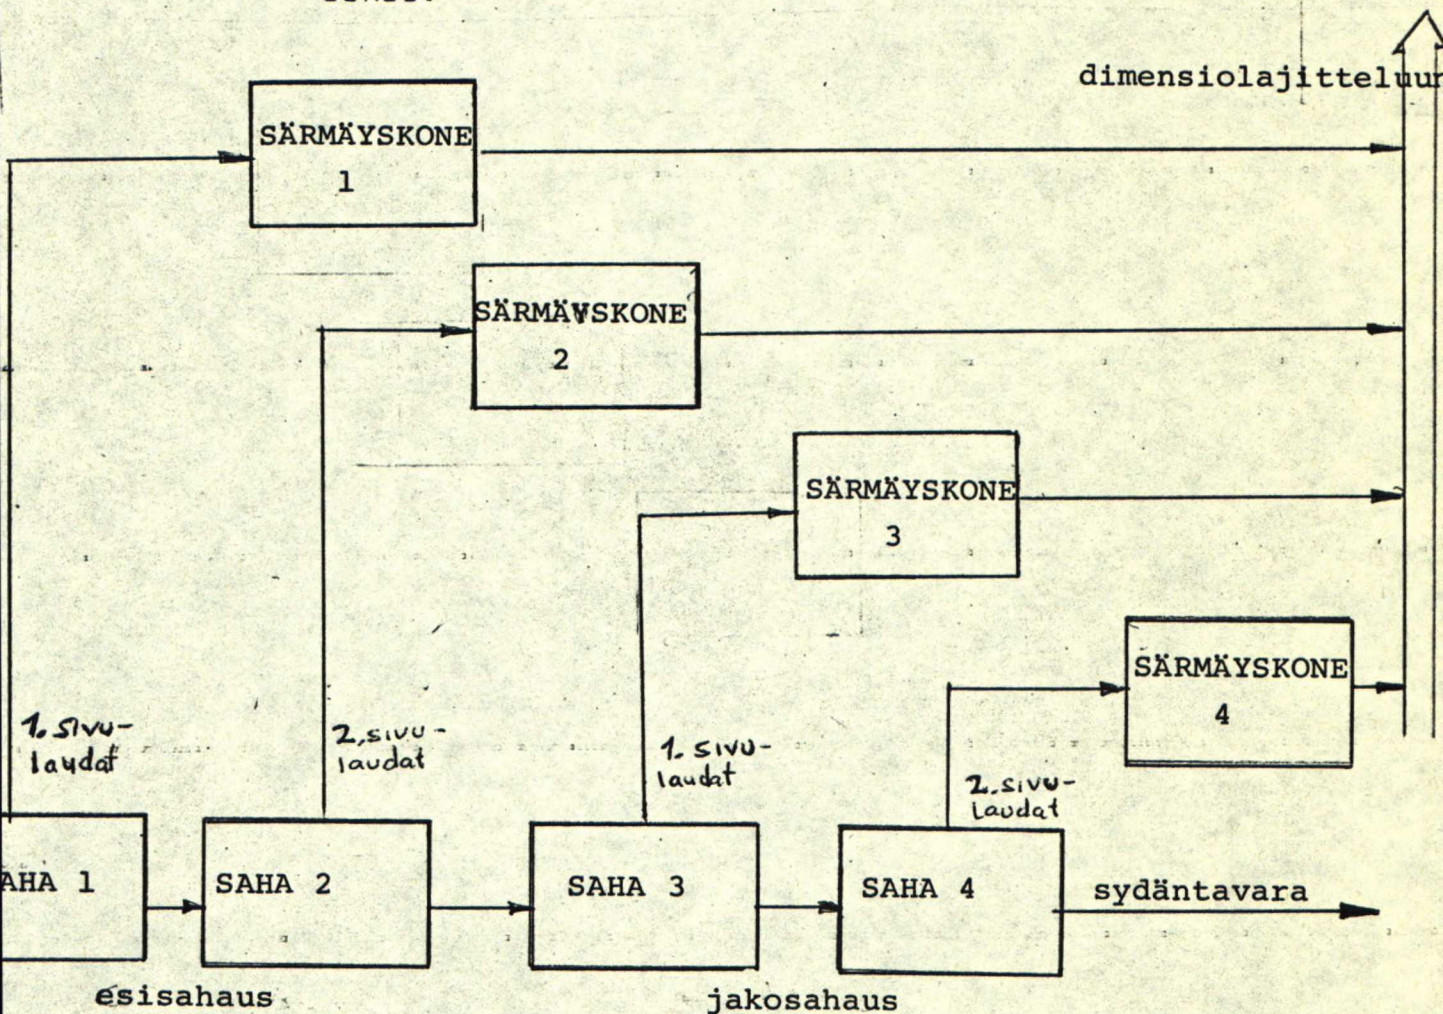 dimensiolajitteluun
SÄRMÄYSKONE
1
SÄRMÄYSKONE
2
SÄRMÄYSKONE
3
SÄRMÄYSKONE
4
1. sivu-
laudat
2. sivu-
laudat
1. sivu-
laudat
2. sivu-
laudat
AHA 1
SAHA 2
SAHA 3
SAHA 4
sydäntavara
esisahaus
jakosahaus